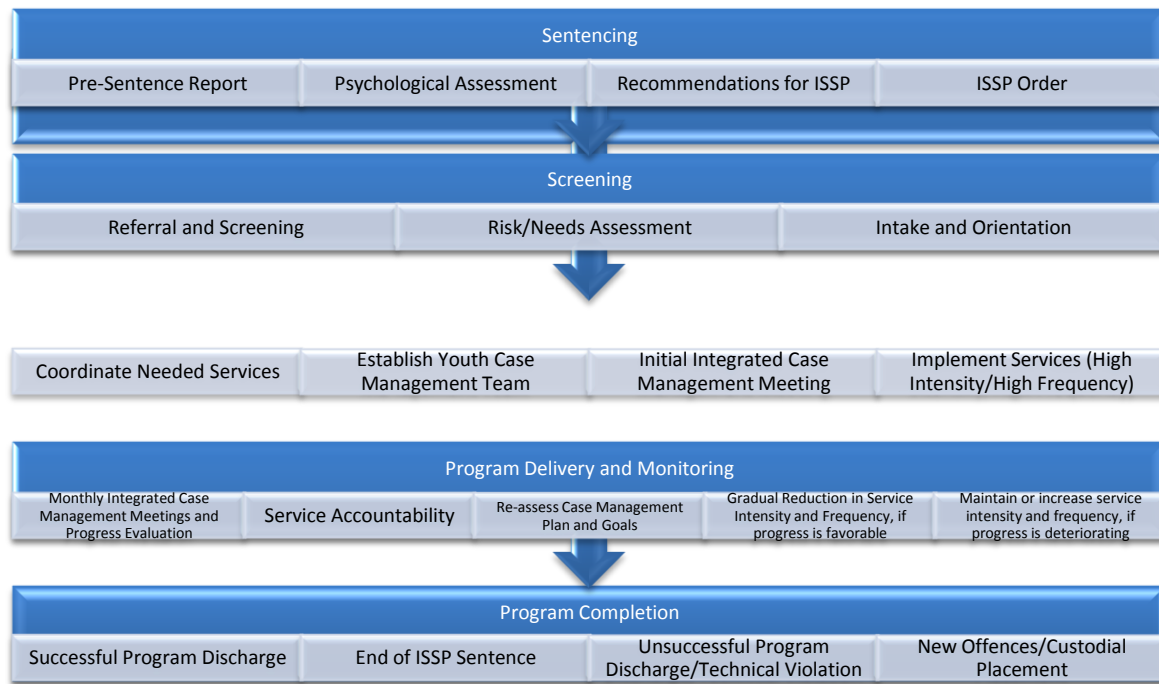 Sentencing
Pre-Sentence Report
Psychological Assessment
Recommendations for ISSP
ISSP Order
Screening
Referral and Screening
Risk/Needs Assessment
Intake and Orientation
Coordinate Needed Services
Establish Youth Case
Management Team
Initial Integrated Case
Management Meeting
Implement Services (High
Intensity/High Frequency)
Program Delivery and Monitoring
Monthly Integrated Case
Management Meetings and
Progress Evaluation
Service Accountability
Re-assess Case Management
Plan and Goals
Gradual Reduction in Service
Intensity and Frequency, if
progress is favorable
Maintain or increase service
intensity and frequency, if
progress is deteriorating
Program Completion
Successful Program Discharge
End of ISSP Sentence
Unsuccessful Program
Discharge/Technical Violation
New Offences/Custodial
Placement